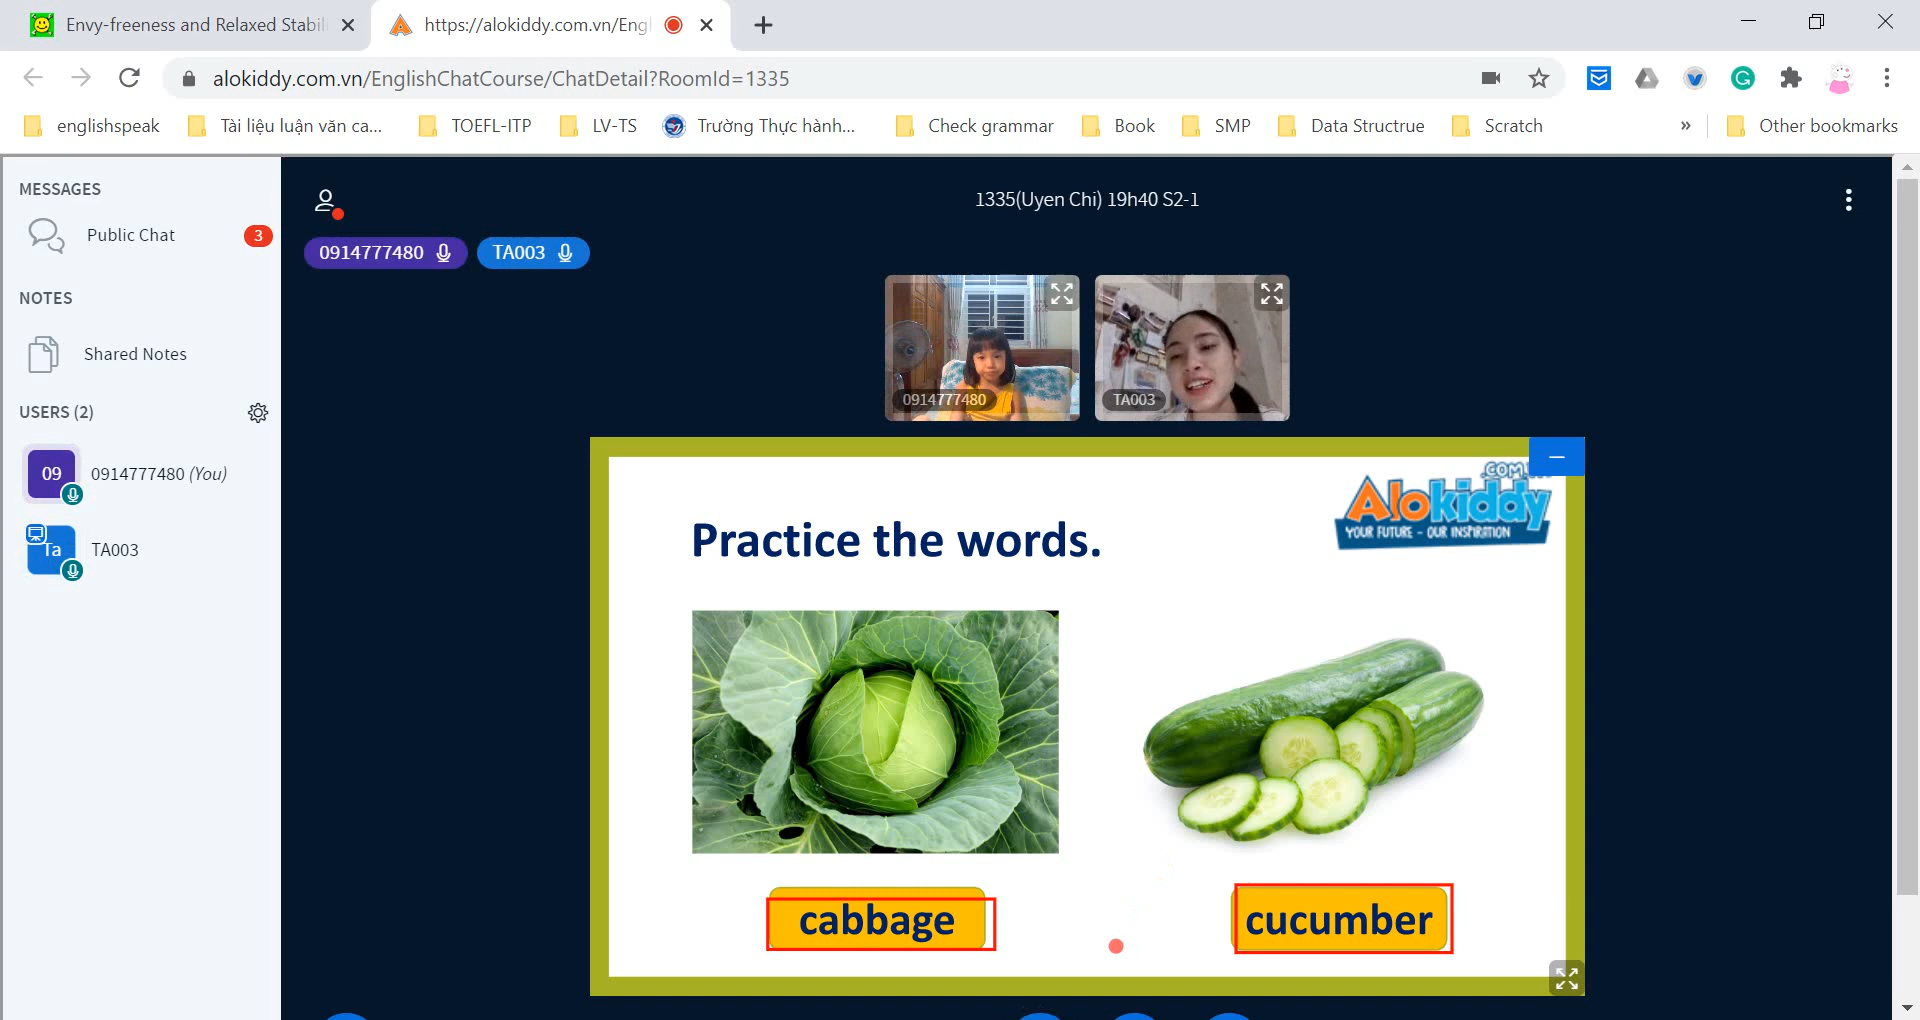 Envy-freeness and Relaxed Stabil
https://alokiddy.com.vn/Engl
alokiddy.com.vn/EnglishChatCourse/ChatDetail?RoomId=1335
englishspeak
Tài liệu luận văn ca...
TOEFL-ITP
LV-TS
Trường Thực hành...
Check grammar
Book
SMP
Data Structrue
Scratch
»
Other bookmarks
MESSAGES
Public Chat
3
NOTES
Shared Notes
USERS (2)
09
0914777480 (You)
Ta
TA003
1335(Uyen Chi) 19h40 S2-1
0914777480
TA003
0914777480
TA003
Practice the words.
.COM
Alokiddy
YOUR FUTURE - OUR INSPIRATION
cabbage
cucumber